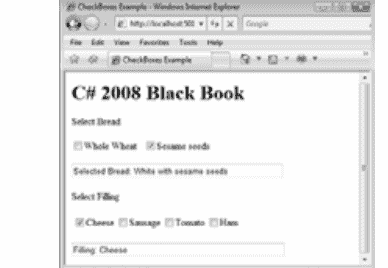 CheckBoxes Example - Windows Internet Explorer
http://localhost:501
Google
File Edit View Favorites Tools Help
CheckBoxes Example
C# 2008 Black Book
Select Bread
Whole Wheat Sesame seeds
Selected Bread: White with sesame seeds
Select Filling
Cheese Sausage Tomato Ham
Filling: Cheese